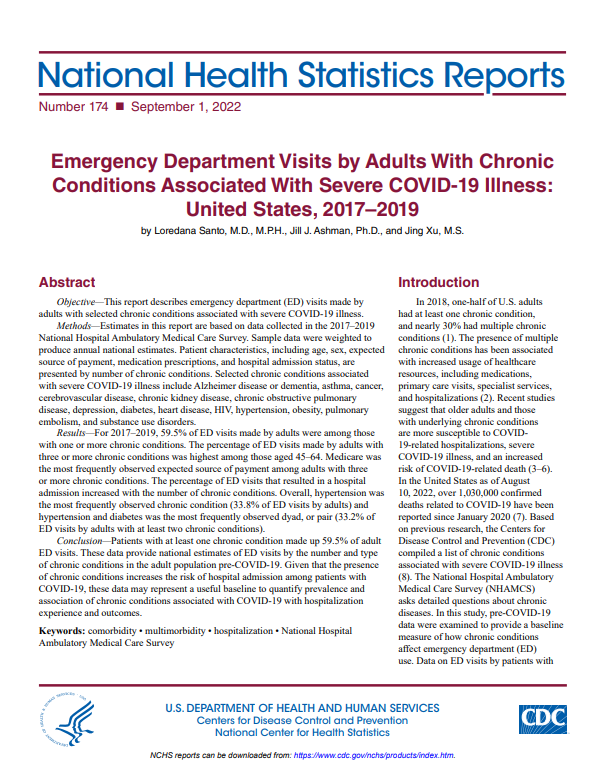 National Health Statistics Reports
Number 174 ■ September 1, 2022
Emergency Department Visits by Adults With Chronic
Conditions Associated With Severe COVID-19 Illness:
United States, 2017–2019
by Loredana Santo, M.D., M.P.H., Jill J. Ashman, Ph.D., and Jing Xu, M.S.
Abstract
Objective—This report describes emergency department (ED) visits made by
adults with selected chronic conditions associated with severe COVID-19 illness.
Methods—Estimates in this report are based on data collected in the 2017–2019
National Hospital Ambulatory Medical Care Survey. Sample data were weighted to
produce annual national estimates. Patient characteristics, including age, sex, expected
source of payment, medication prescriptions, and hospital admission status, are
presented by number of chronic conditions. Selected chronic conditions associated
with severe COVID-19 illness include Alzheimer disease or dementia, asthma, cancer,
cerebrovascular disease, chronic kidney disease, chronic obstructive pulmonary
disease, depression, diabetes, heart disease, HIV, hypertension, obesity, pulmonary
embolism, and substance use disorders.
Results—For 2017–2019, 59.5% of ED visits made by adults were among those
with one or more chronic conditions. The percentage of ED visits made by adults with
three or more chronic conditions was highest among those aged 45–64. Medicare was
the most frequently observed expected source of payment among adults with three
or more chronic conditions. The percentage of ED visits that resulted in a hospital
admission increased with the number of chronic conditions. Overall, hypertension was
the most frequently observed chronic condition (33.8% of ED visits by adults) and
hypertension and diabetes was the most frequently observed dyad, or pair (33.2% of
ED visits by adults with at least two chronic conditions).
Conclusion—Patients with at least one chronic condition made up 59.5% of adult
ED visits. These data provide national estimates of ED visits by the number and type
of chronic conditions in the adult population pre-COVID-19. Given that the presence
of chronic conditions increases the risk of hospital admission among patients with
COVID-19, these data may represent a useful baseline to quantify prevalence and
association of chronic conditions associated with COVID-19 with hospitalization
experience and outcomes.
Keywords: comorbidity • multimorbidity • hospitalization • National Hospital
Ambulatory Medical Care Survey
Introduction
In 2018, one-half of U.S. adults
had at least one chronic condition,
and nearly 30% had multiple chronic
conditions (1). The presence of multiple
chronic conditions has been associated
with increased usage of healthcare
resources, including medications,
primary care visits, specialist services,
and hospitalizations (2). Recent studies
suggest that older adults and those
with underlying chronic conditions
are more susceptible to COVID-
19-related hospitalizations, severe
COVID-19 illness, and an increased
risk of COVID-19-related death (3–6).
In the United States as of August
10, 2022, over 1,030,000 confirmed
deaths related to COVID-19 have been
reported since January 2020 (7). Based
on previous research, the Centers for
Disease Control and Prevention (CDC)
compiled a list of chronic conditions
associated with severe COVID-19 illness
(8). The National Hospital Ambulatory
Medical Care Survey (NHAMCS)
asks detailed questions about chronic
diseases. In this study, pre-COVID-19
data were examined to provide a baseline
measure of how chronic conditions
affect emergency department (ED)
use. Data on ED visits by patients with
U.S. DEPARTMENT OF HEALTH AND HUMAN SERVICES
Centers for Disease Control and Prevention
National Center for Health Statistics
CDC
NCHS reports can be downloaded from: https://www.cdc.gov/nchs/products/index.htm.